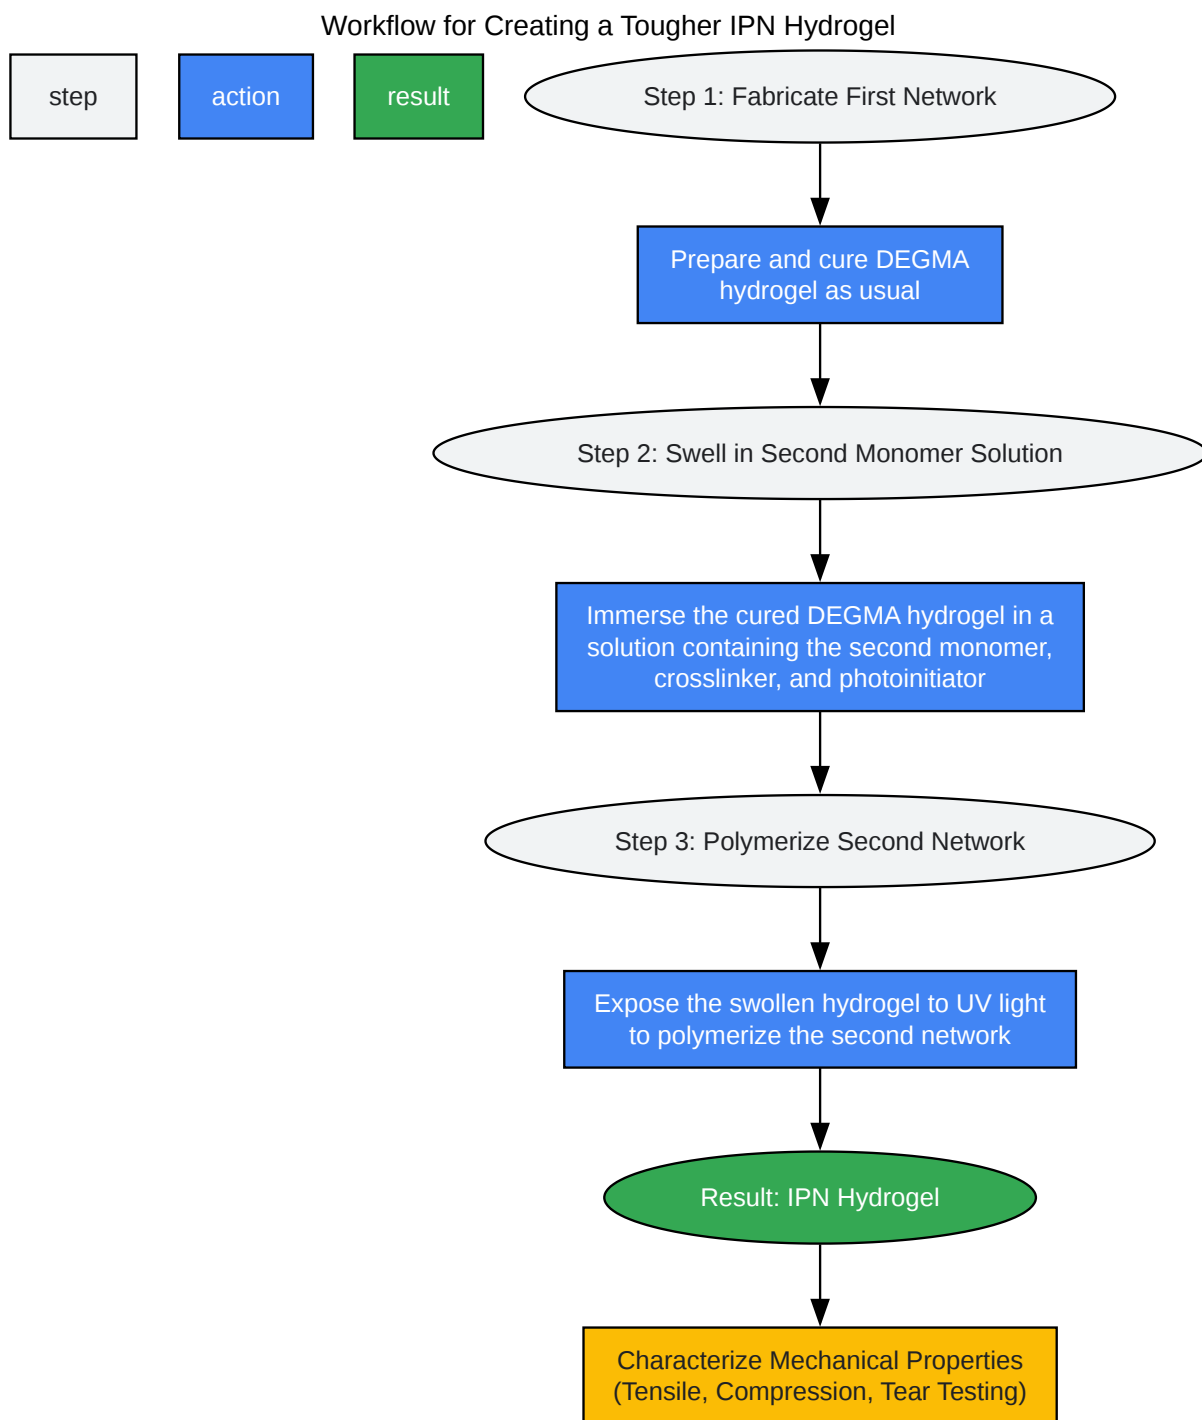 Workflow for Creating a Tougher IPN Hydrogel
step
action
result
Step 1: Fabricate First Network
Prepare and cure DEGMA
hydrogel as usual
Step 2: Swell in Second Monomer Solution
Immerse the cured DEGMA hydrogel in a
solution containing the second monomer,
crosslinker, and photoinitiator
Step 3: Polymerize Second Network
Expose the swollen hydrogel to UV light
to polymerize the second network
Result: IPN Hydrogel
Characterize Mechanical Properties
(Tensile, Compression, Tear Testing)